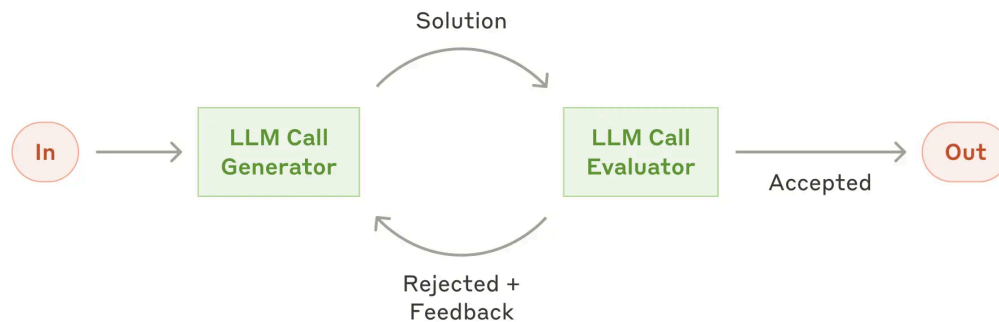 Solution
In
LLM Call
Generator
LLM Call
Evaluator
Accepted
Out
Rejected +
Feedback